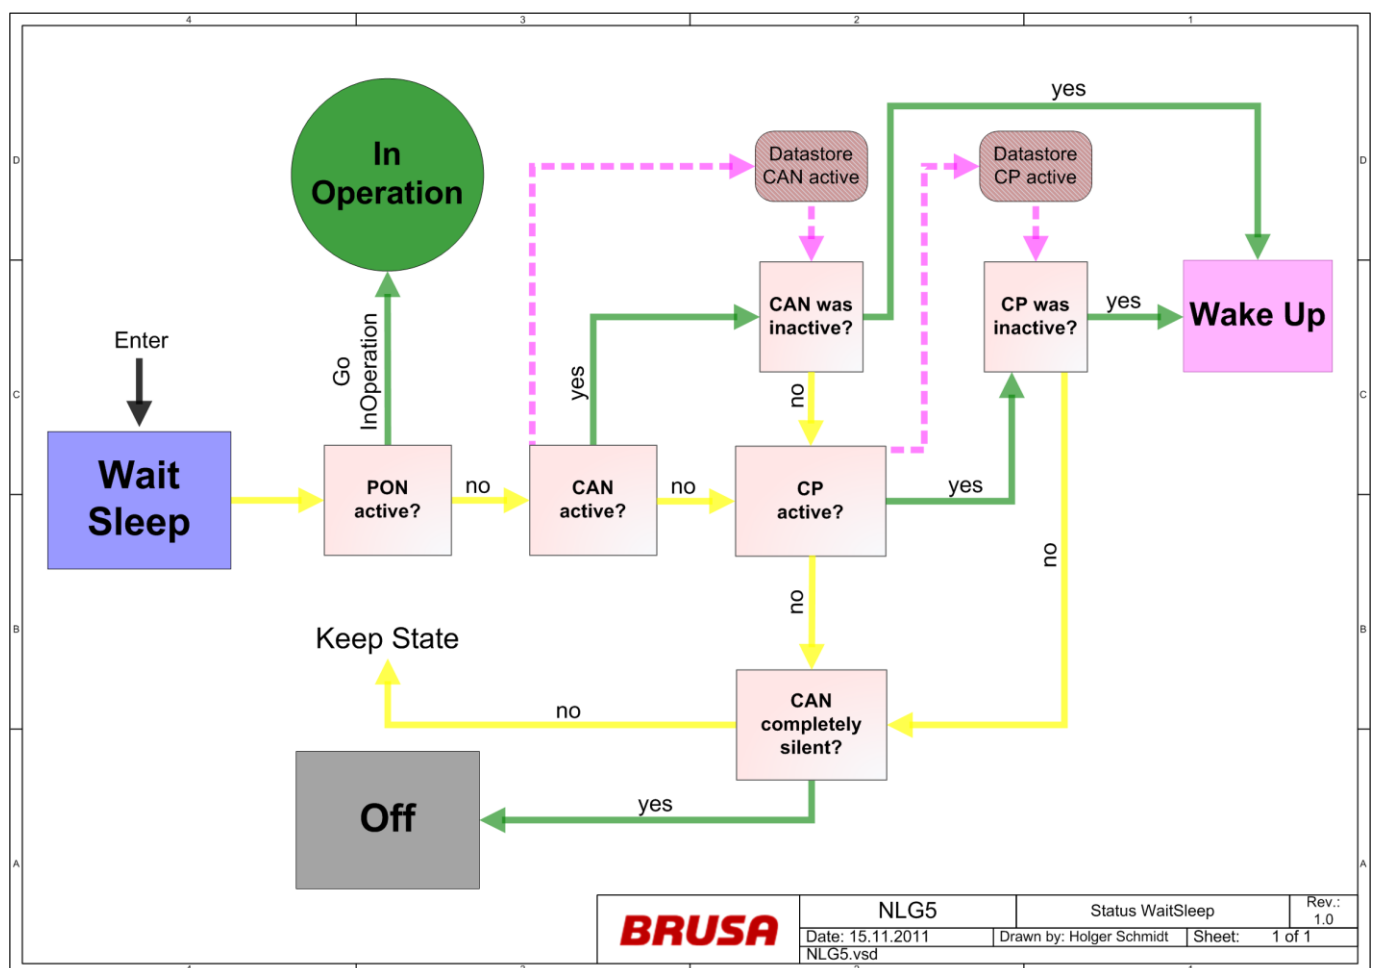 4
3
2
1
D
D
yes
In
Operation
Datastore
CAN active
Datastore
CP active
CAN was
inactive?
CP was
inactive?
yes
Wake Up
Enter
Go
InOperation
yes
no
C
C
Wait
Sleep
PON
active?
no
CAN
active?
no
CP
active?
yes
no
no
B
B
Keep State
no
CAN
completely
silent?
Off
yes
A
A
BRUSA
NLG5
Status WaitSleep
Rev.:
1.0
Date: 15.11.2011
Drawn by: Holger Schmidt
Sheet: 1 of 1
NLG5.vsd